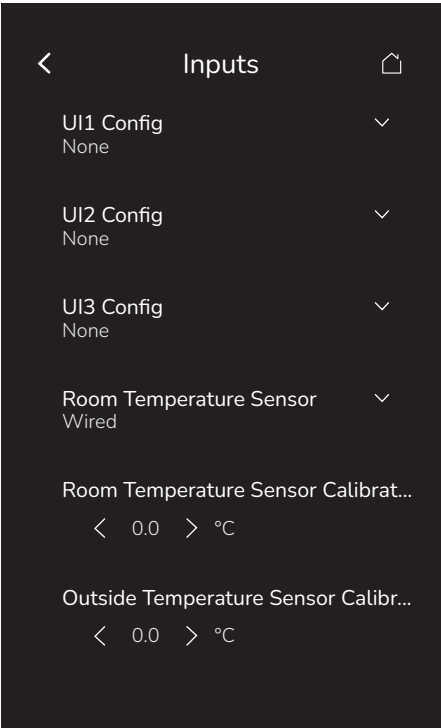 Inputs
UI1 Config
None
UI2 Config
None
UI3 Config
None
Room Temperature Sensor
Wired
Room Temperature Sensor Calibrat...
0.0 °C
Outside Temperature Sensor Calibr...
0.0 °C